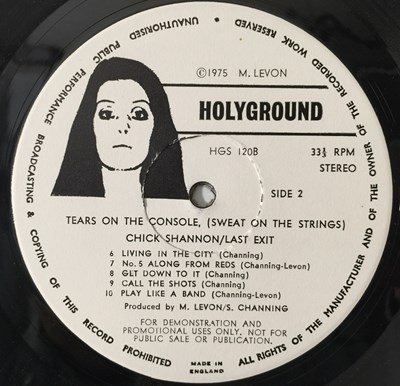 ALL RIGHTS OF THE MANUFACTURER AND OF THE OWNER OF THE RECORDED WORK RESERVED
UNAUTHORISED PUBLIC PERFORMANCE BROADCASTING & COPYING OF THIS RECORD PROHIBITED
©1975 M. LEVON
HOLYGROUND
HGS 120B 33⅓ RPM
STEREO
SIDE 2
TEARS ON THE CONSOLE, (SWEAT ON THE STRINGS)
CHICK SHANNON/LAST EXIT
6 LIVING IN THE CITY (Channing)
7 No. 5 ALONG FROM REDS (Channing-Levon)
8 GET DOWN TO IT (Channing)
9 CALL THE SHOTS (Channing)
10 PLAY LIKE A BAND (Channing)
Produced by M. LEVON/S. CHANNING
FOR DEMONSTRATION AND
PROMOTIONAL USES ONLY. NOT FOR
PUBLIC SALE OR PUBLICATION.
MADE IN
ENGLAND